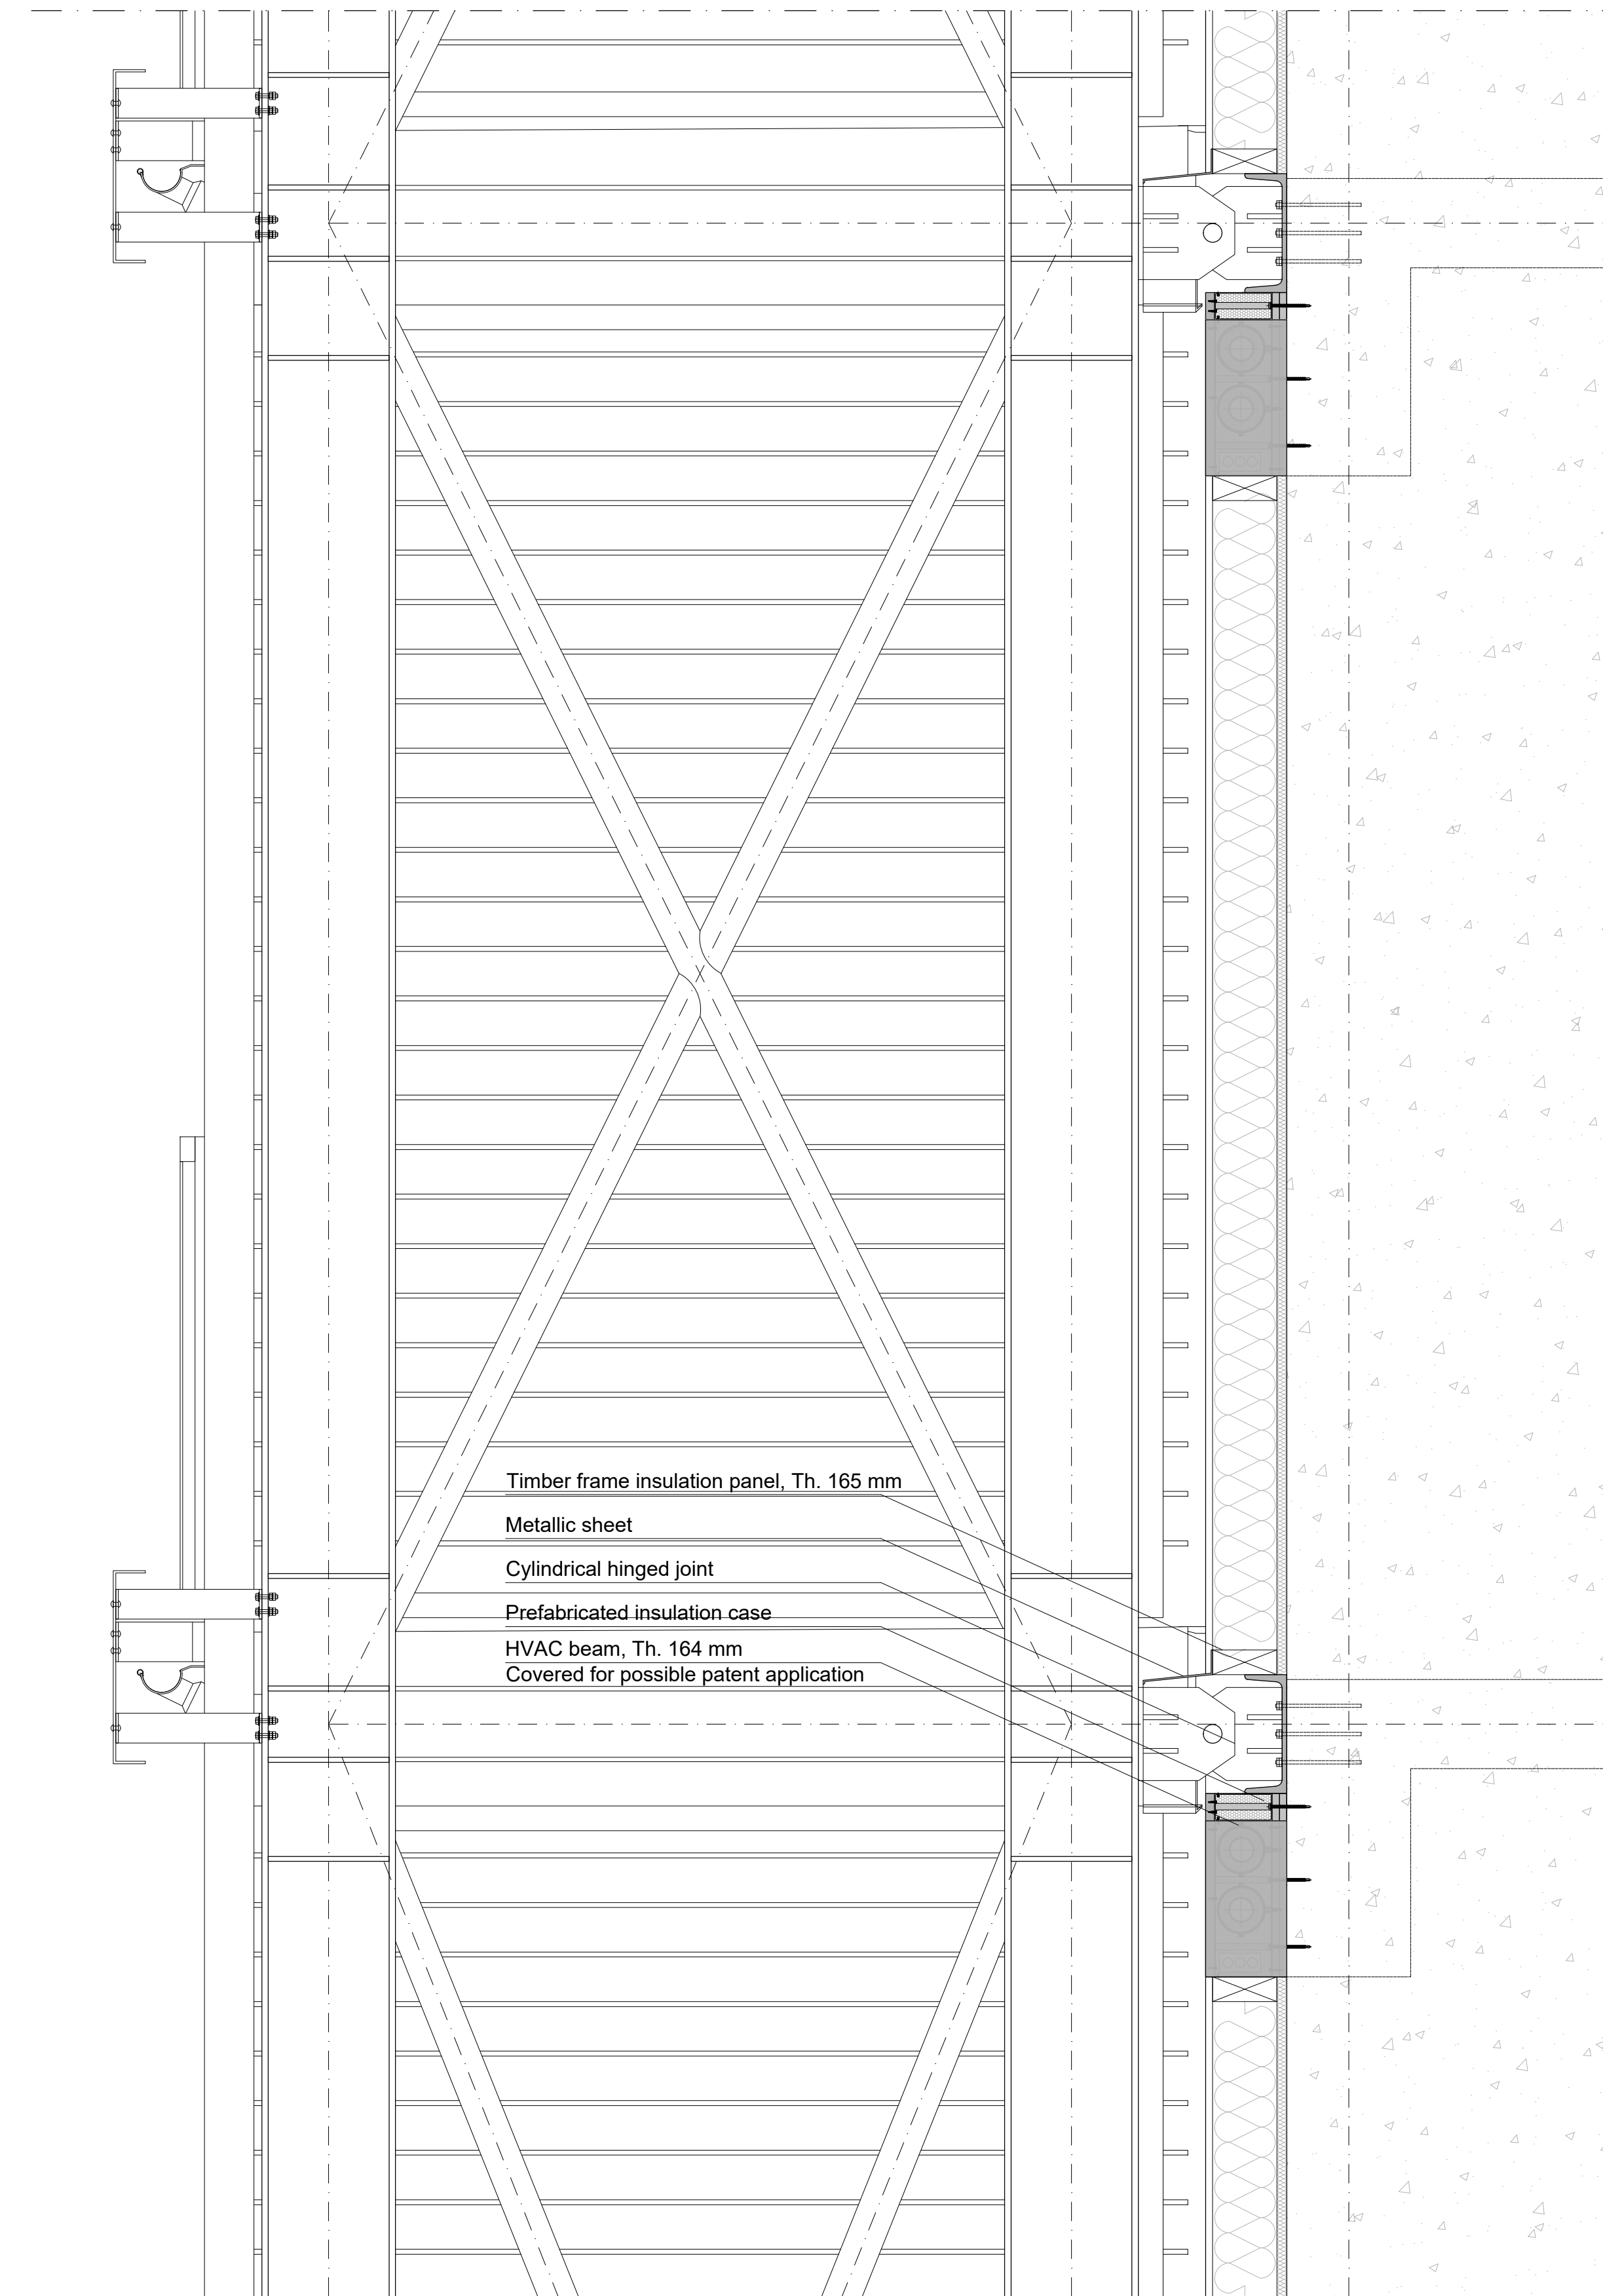 Timber frame insulation panel, Th. 165 mm
Metallic sheet
Cylindrical hinged joint
Prefabricated insulation case
HVAC beam, Th. 164 mm
Covered for possible patent application